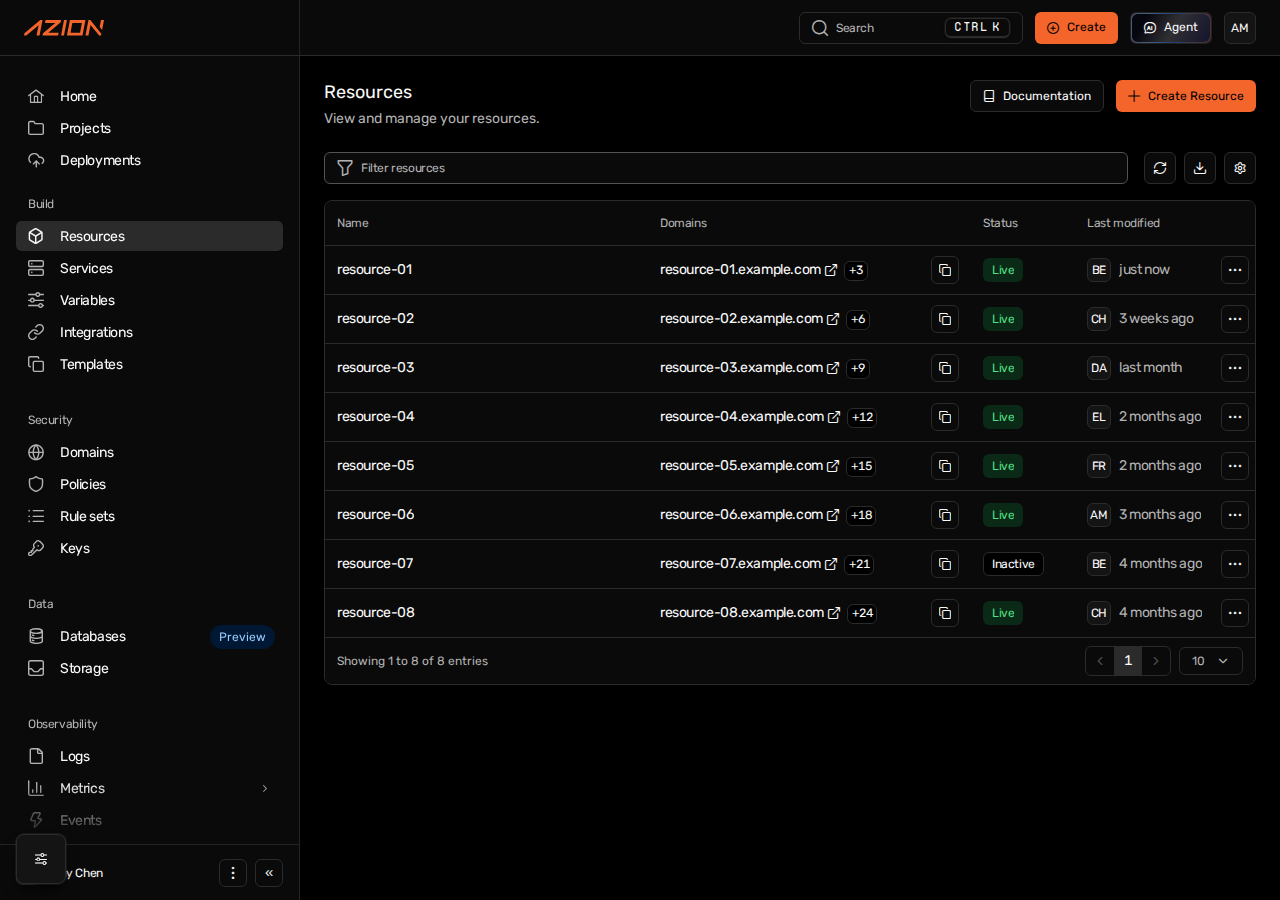 AZION
Search CTRL K Create Agent AM
Home
Projects
Deployments
Build
Resources
Services
Variables
Integrations
Templates
Security
Domains
Policies
Rule sets
Keys
Data
Databases Preview
Storage
Observability
Logs
Metrics
Events
y Chen
Resources
View and manage your resources.
Documentation Create Resource
Filter resources
Name Domains Status Last modified
resource-01 resource-01.example.com +3 Live BE just now
resource-02 resource-02.example.com +6 Live CH 3 weeks ago
resource-03 resource-03.example.com +9 Live DA last month
resource-04 resource-04.example.com +12 Live EL 2 months ago
resource-05 resource-05.example.com +15 Live FR 2 months ago
resource-06 resource-06.example.com +18 Live AM 3 months ago
resource-07 resource-07.example.com +21 Inactive BE 4 months ago
resource-08 resource-08.example.com +24 Live CH 4 months ago
Showing 1 to 8 of 8 entries 1 10